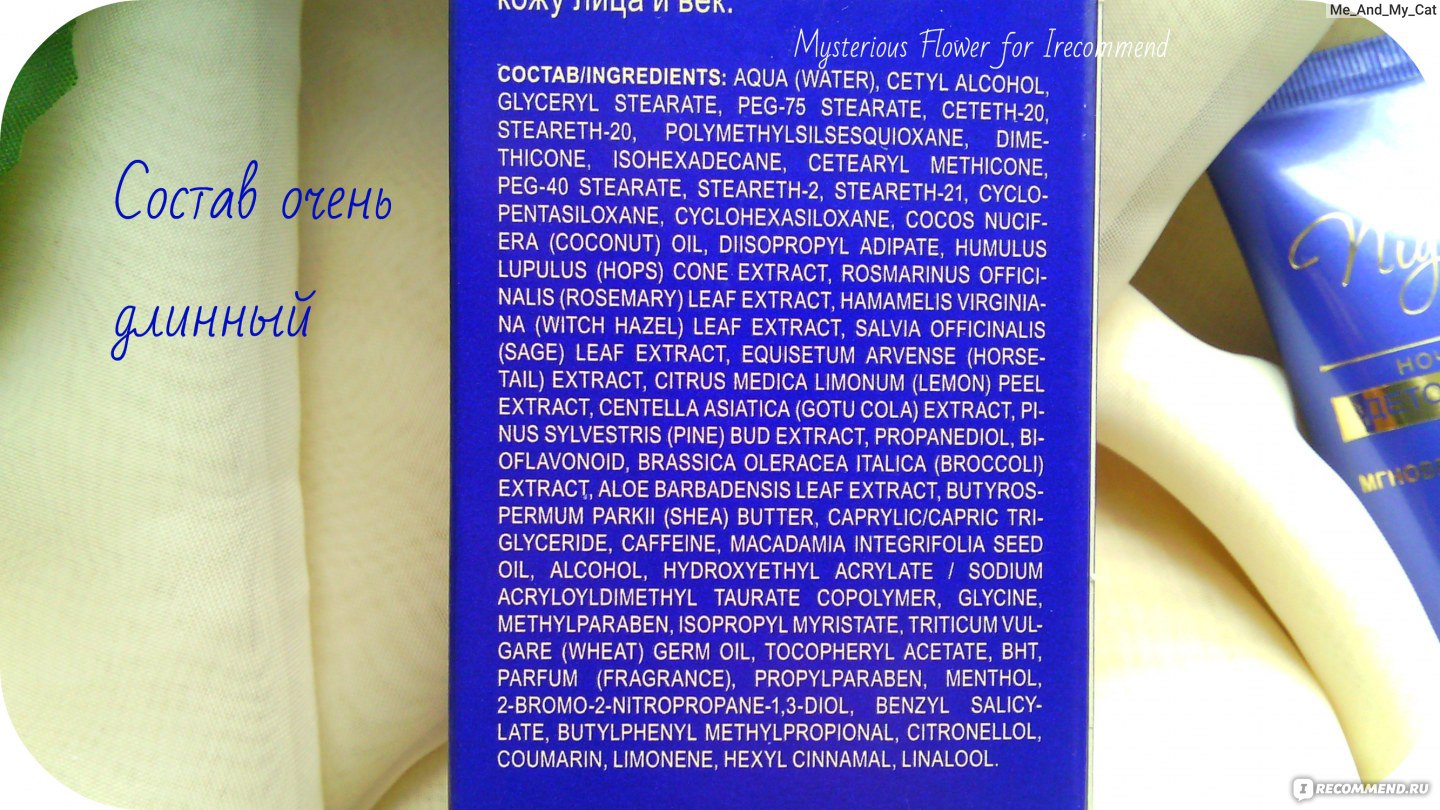 кожу лица и век.
Me_And_My_Cat
Mysterious Flower for Irecommend
СОСТАВ/INGREDIENTS: AQUA (WATER), CETYL ALCOHOL,
GLYCERYL STEARATE, PEG-75 STEARATE, CETETH-20,
STEARETH-20, POLYMETHYLSILSESQUIOXANE, DIME-
THICONE, ISOHEXADECANE, CETEARYL METHICONE,
PEG-40 STEARATE, STEARETH-2, STEARETH-21, CYCLO-
PENTASILOXANE, CYCLOHEXASILOXANE, COCOS NUCIF-
ERA (COCONUT) OIL, DIISOPROPYL ADIPATE, HUMULUS
LUPULUS (HOPS) CONE EXTRACT, ROSMARINUS OFFICI-
NALIS (ROSEMARY) LEAF EXTRACT, HAMAMELIS VIRGINIA-
NA (WITCH HAZEL) LEAF EXTRACT, SALVIA OFFICINALIS
(SAGE) LEAF EXTRACT, EQUISETUM ARVENSE (HORSE-
TAIL) EXTRACT, CITRUS MEDICA LIMONUM (LEMON) PEEL
EXTRACT, CENTELLA ASIATICA (GOTU COLA) EXTRACT, PI-
NUS SYLVESTRIS (PINE) BUD EXTRACT, PROPANEDIOL, BI-
OFLAVONOID, BRASSICA OLERACEA ITALICA (BROCCOLI)
EXTRACT, ALOE BARBADENSIS LEAF EXTRACT, BUTYROS-
PERMUM PARKII (SHEA) BUTTER, CAPRYLIC/CAPRIC TRI-
GLYCERIDE, CAFFEINE, MACADAMIA INTEGRIFOLIA SEED
OIL, ALCOHOL, HYDROXYETHYL ACRYLATE / SODIUM
ACRYLOYLDIMETHYL TAURATE COPOLYMER, GLYCINE,
METHYLPARABEN, ISOPROPYL MYRISTATE, TRITICUM VUL-
GARE (WHEAT) GERM OIL, TOCOPHERYL ACETATE, BHT,
PARFUM (FRAGRANCE), PROPYLPARABEN, MENTHOL,
2-BROMO-2-NITROPROPANE-1,3-DIOL, BENZYL SALICY-
LATE, BUTYLPHENYL METHYLPROPIONAL, CITRONELLOL,
COUMARIN, LIMONENE, HEXYL CINNAMAL, LINALOOL.
Состав очень
длинный
IRECOMMEND.RU